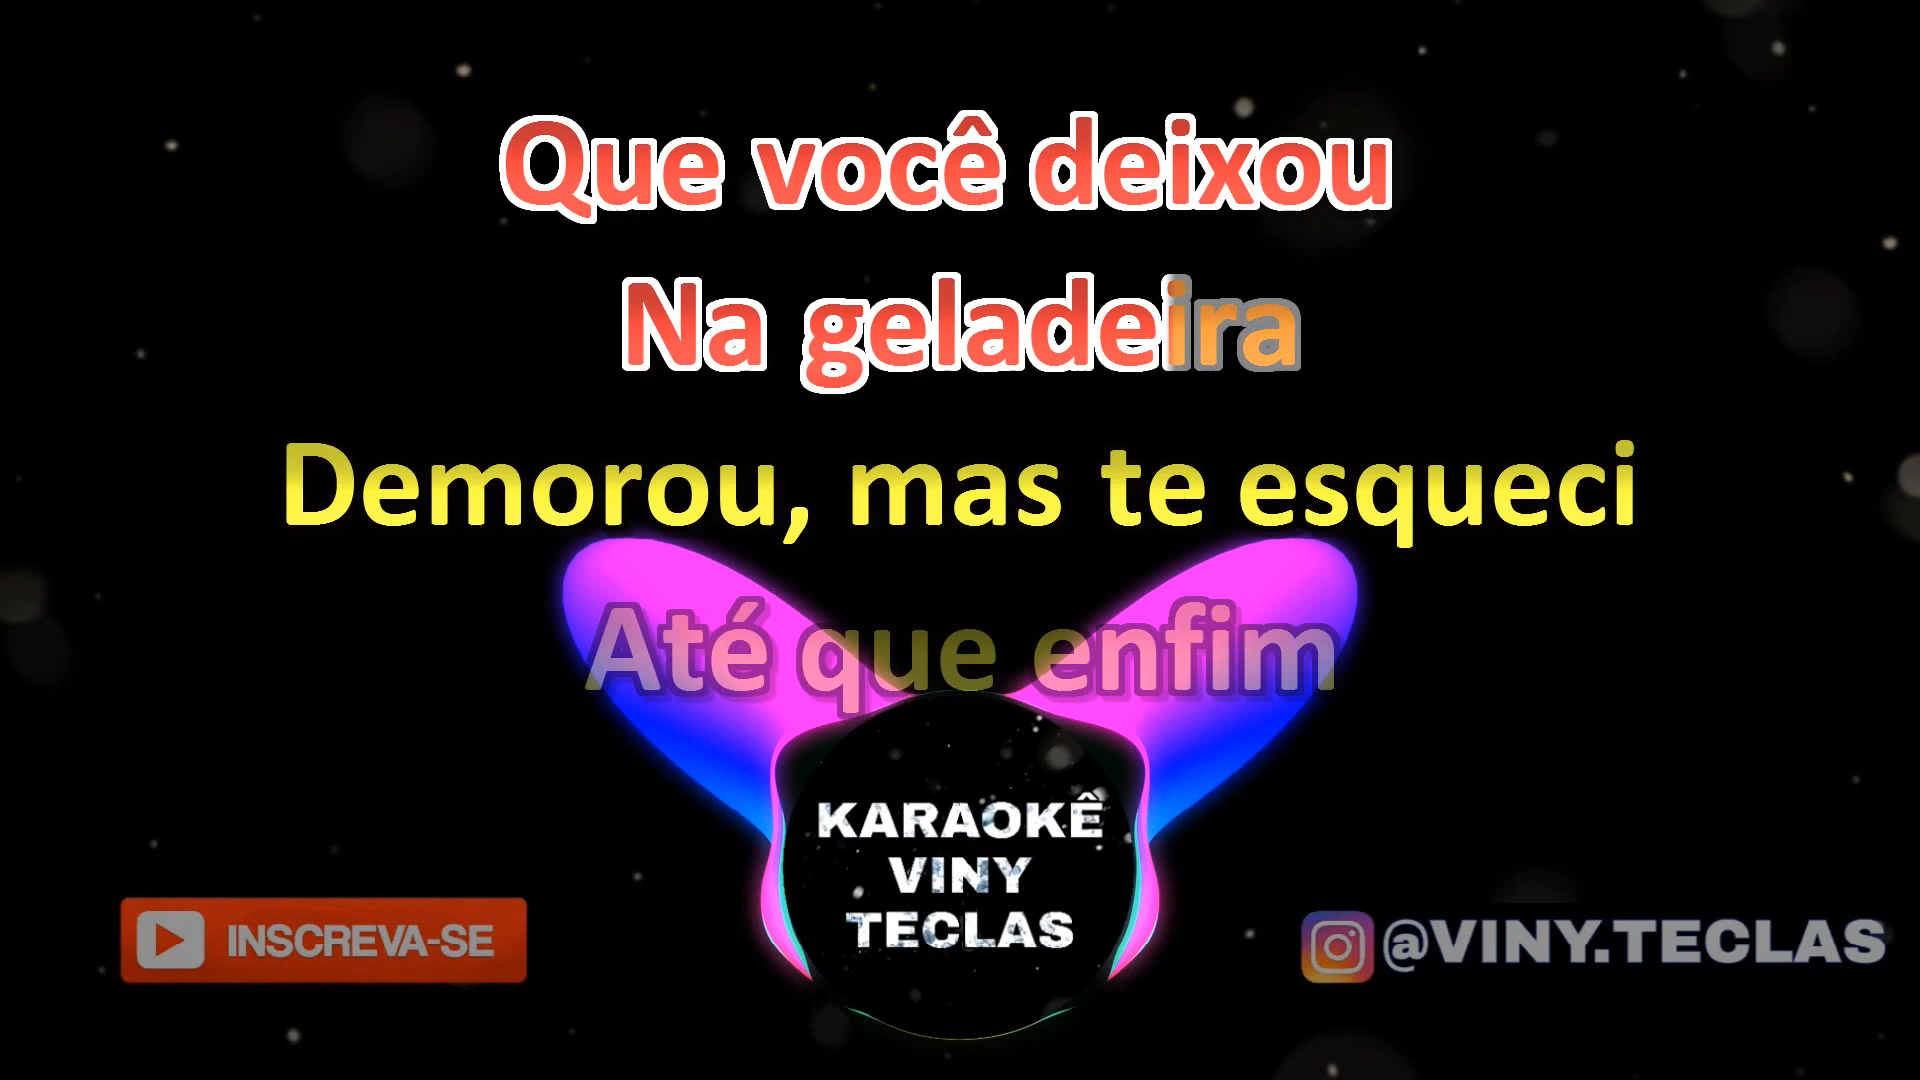 Que você deixou
Na geladeira
Demorou, mas te esqueci
Até que enfim
KARAOKÊ
VINY
TECLAS
INSCREVA-SE
@VINY.TECLAS